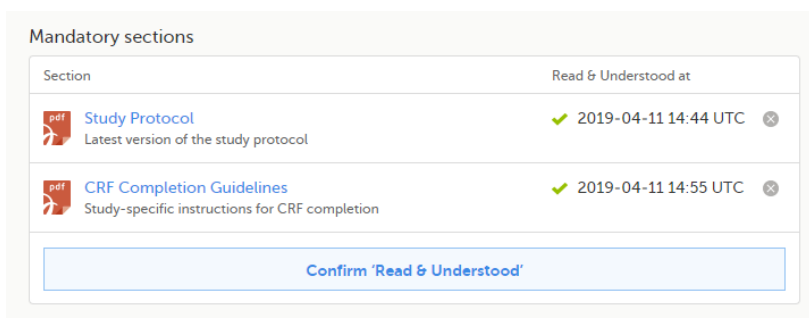 Mandatory sections
Section Read & Understood at
pdf Study Protocol 2019-04-11 14:44 UTC
Latest version of the study protocol
pdf CRF Completion Guidelines 2019-04-11 14:55 UTC
Study-specific instructions for CRF completion
Confirm ‘Read & Understood’